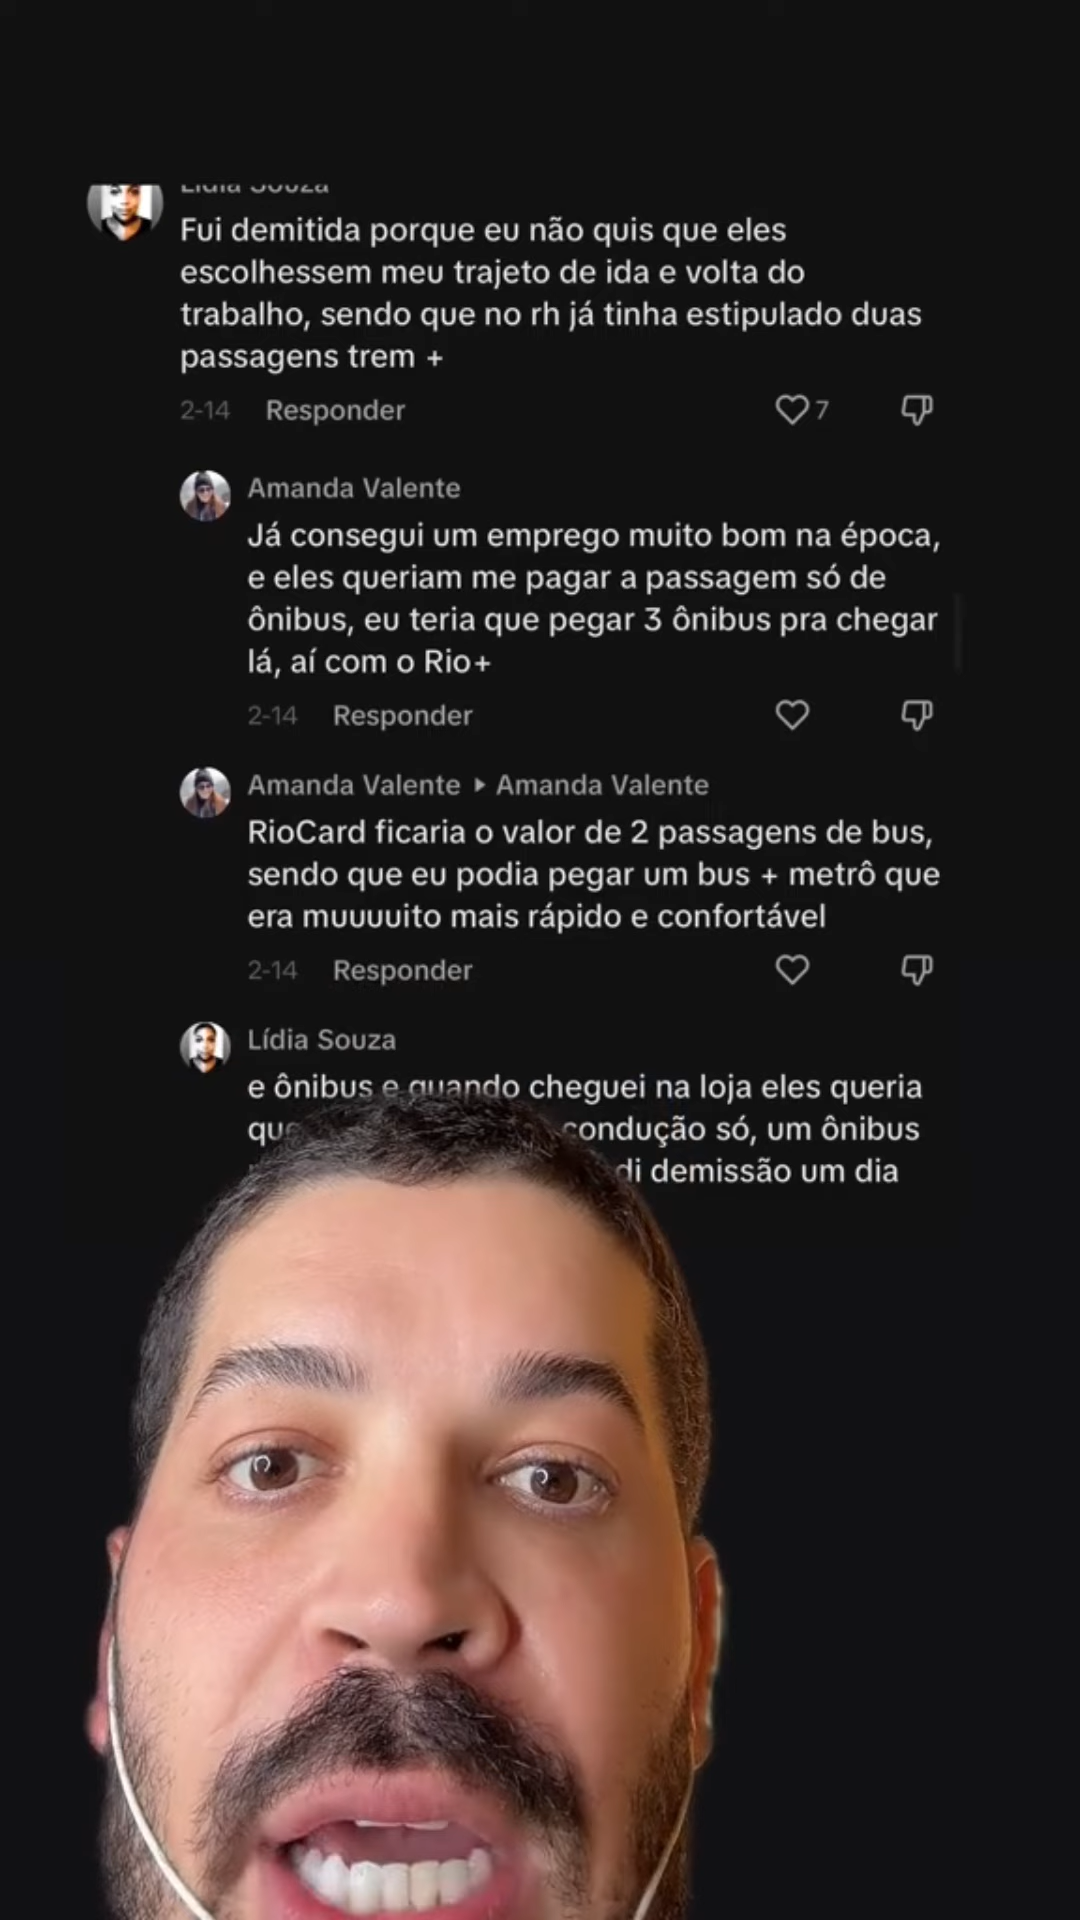 Lídia Souza
Fui demitida porque eu não quis que eles
escolhessem meu trajeto de ida e volta do
trabalho, sendo que no rh já tinha estipulado duas
passagens trem +
2-14 Responder 7
Amanda Valente
Já consegui um emprego muito bom na época,
e eles queriam me pagar a passagem só de
ônibus, eu teria que pegar 3 ônibus pra chegar
lá, aí com o Rio+
2-14 Responder
Amanda Valente ▸ Amanda Valente
RioCard ficaria o valor de 2 passagens de bus,
sendo que eu podia pegar um bus + metrô que
era muuuuito mais rápido e confortável
2-14 Responder
Lídia Souza
e ônibus e quando cheguei na loja eles queria
condução só, um ônibus
demissão um dia